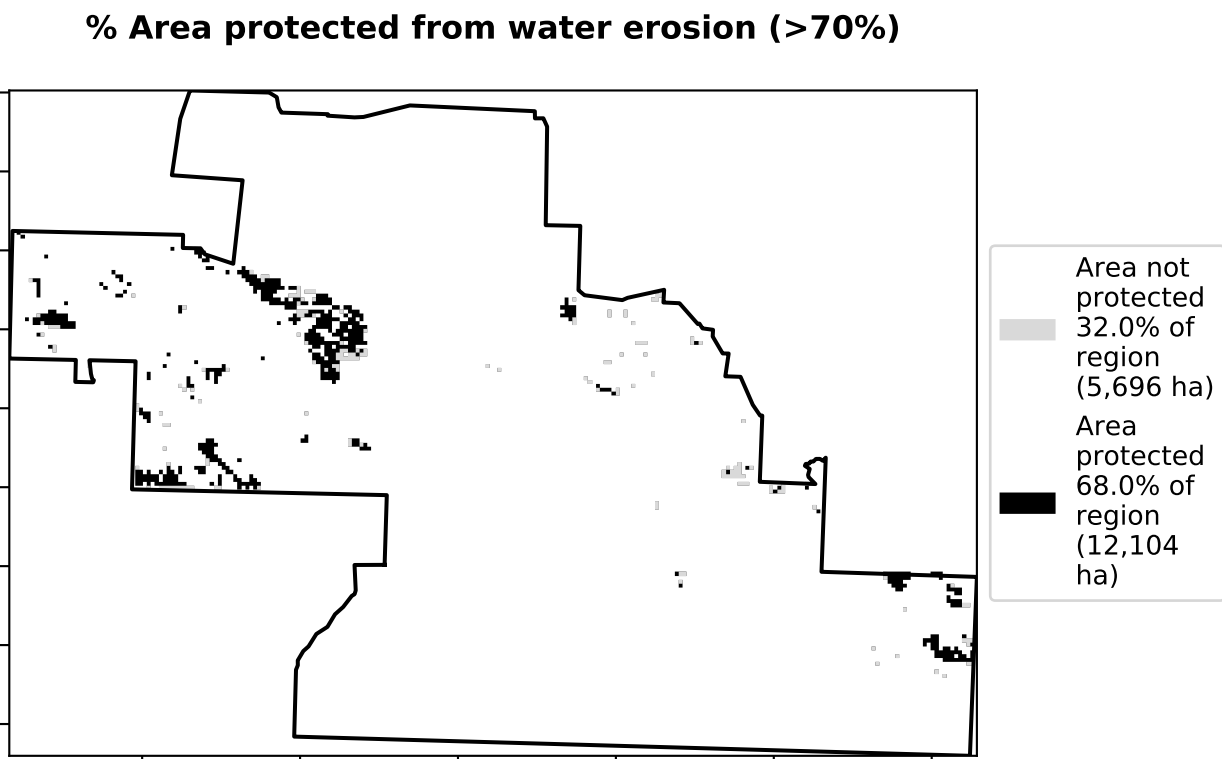 % Area protected from water erosion (>70%)
Area not
protected
32.0% of
region
(5,696 ha)
Area
protected
68.0% of
region
(12,104
ha)